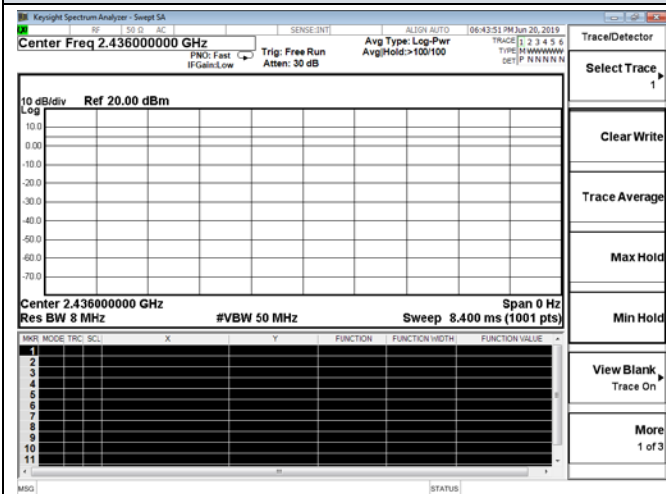 Keysight Spectrum Analyzer - Swept SA
RF 50 Ω AC SENSE:INT ALIGN AUTO 06:43:51 PM Jun 20, 2019
Center Freq 2.436000000 GHz
PNO: Fast
IFGain:Low
Trig: Free Run
Atten: 30 dB
Avg Type: Log-Pwr
Avg|Hold:>100/100
TRACE 1 2 3 4 5 6
TYPE MWWWWW
DET P NNNNN
10 dB/div Ref 20.00 dBm
Log
10.0
0.00
-10.0
-20.0
-30.0
-40.0
-50.0
-60.0
-70.0
Center 2.436000000 GHz Span 0 Hz
Res BW 8 MHz #VBW 50 MHz Sweep 8.400 ms (1001 pts)
MKR MODE TRC SCL X Y FUNCTION FUNCTION WIDTH FUNCTION VALUE
1
2
3
4
5
6
7
8
9
10
11
MSG STATUS
Trace/Detector
Select Trace
1
Clear Write
Trace Average
Max Hold
Min Hold
View Blank
Trace On
More
1 of 3